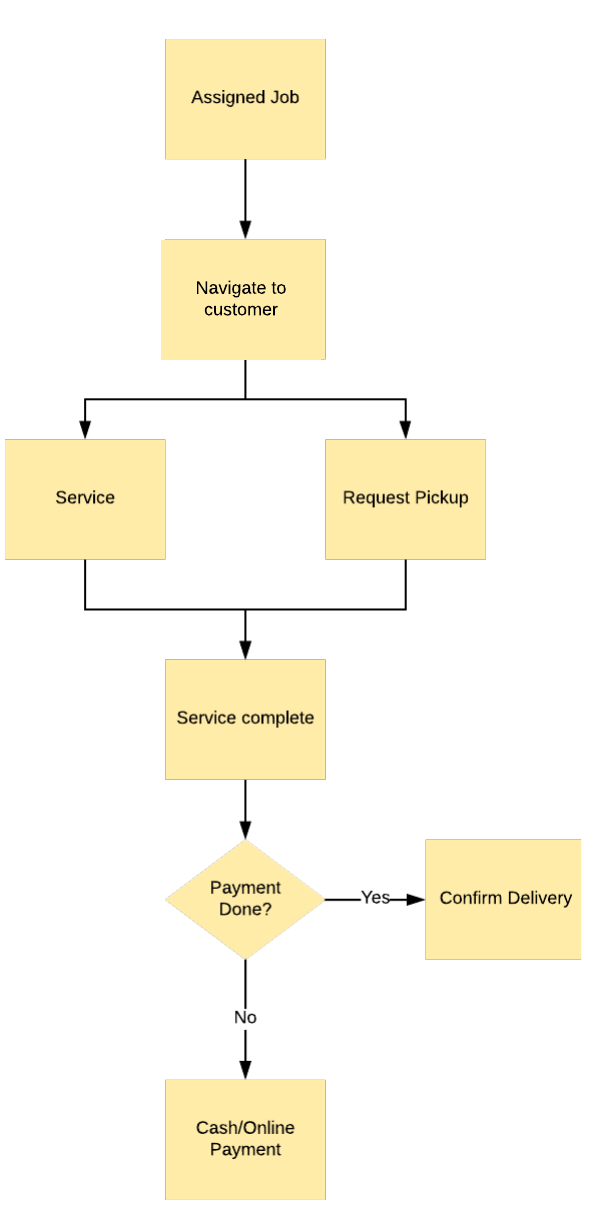 Assigned Job
Navigate to
customer
Service
Request Pickup
Service complete
Payment
Done?
Yes
Confirm Delivery
No
Cash/Online
Payment